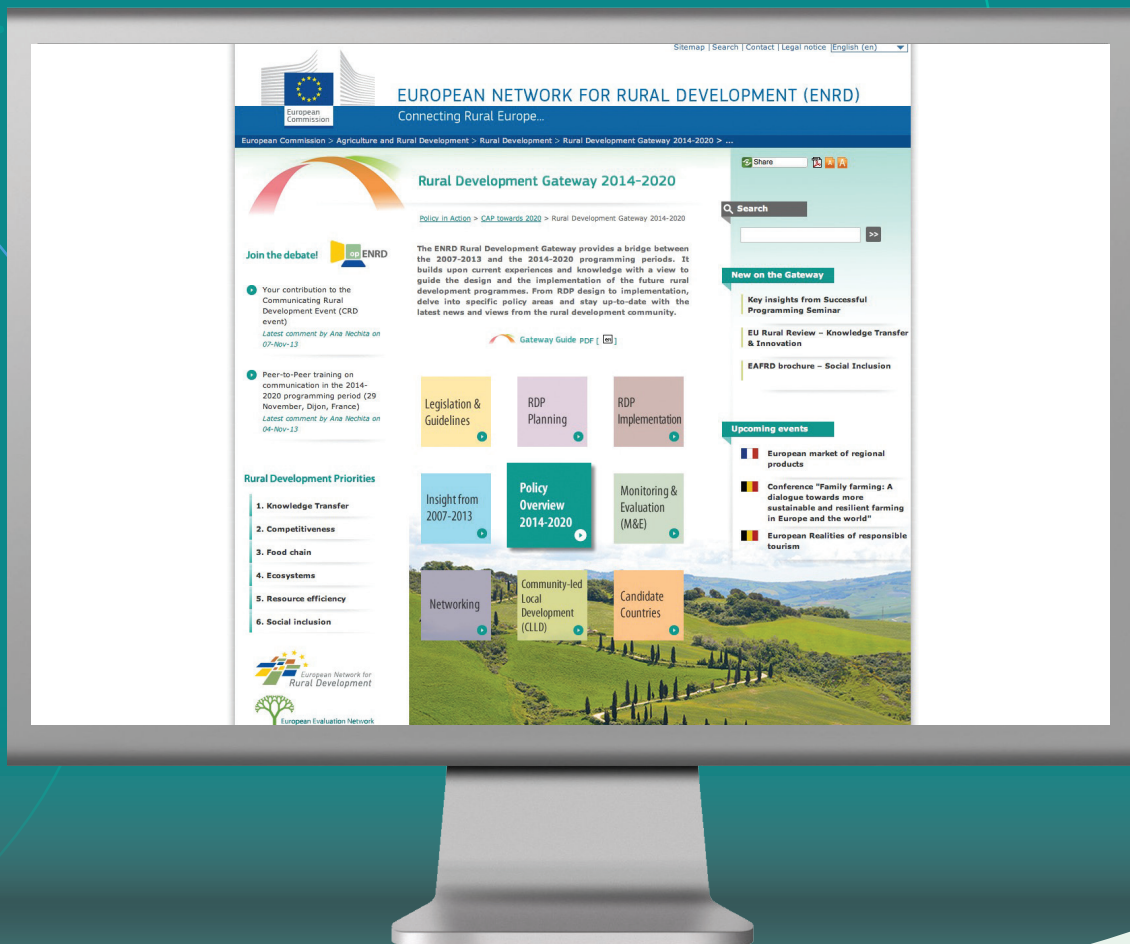 Sitemap | Search | Contact | Legal notice English (en)
European
Commission
EUROPEAN NETWORK FOR RURAL DEVELOPMENT (ENRD)
Connecting Rural Europe...
European Commission > Agriculture and Rural Development > Rural Development > Rural Development Gateway 2014-2020 > ...
Join the debate!
op ENRD
Your contribution to the
Communicating Rural
Development Event (CRD
event)
Latest comment by Ana Nechita on
07-Nov-13
Peer-to-Peer training on
communication in the 2014-
2020 programming period (29
November, Dijon, France)
Latest comment by Ana Nechita on
04-Nov-13
Rural Development Priorities
1. Knowledge Transfer
2. Competitiveness
3. Food chain
4. Ecosystems
5. Resource efficiency
6. Social inclusion
European Network for
Rural Development
European Evaluation Network
Rural Development Gateway 2014-2020
Policy in Action > CAP towards 2020 > Rural Development Gateway 2014-2020
The ENRD Rural Development Gateway provides a bridge between
the 2007-2013 and the 2014-2020 programming periods. It
builds upon current experiences and knowledge with a view to
guide the design and the implementation of the future rural
development programmes. From RDP design to implementation,
delve into specific policy areas and stay up-to-date with the
latest news and views from the rural development community.
Gateway Guide PDF [ en ]
Legislation &
Guidelines
RDP
Planning
RDP
Implementation
Insight from
2007-2013
Policy
Overview
2014-2020
Monitoring &
Evaluation
(M&E)
Networking
Community-led
Local
Development
(CLLD)
Candidate
Countries
Share
A A
Search
>>
New on the Gateway
Key insights from Successful
Programming Seminar
EU Rural Review – Knowledge Transfer
& Innovation
EAFRD brochure – Social Inclusion
Upcoming events
European market of regional
products
Conference "Family farming: A
dialogue towards more
sustainable and resilient farming
in Europe and the world"
European Realities of responsible
tourism